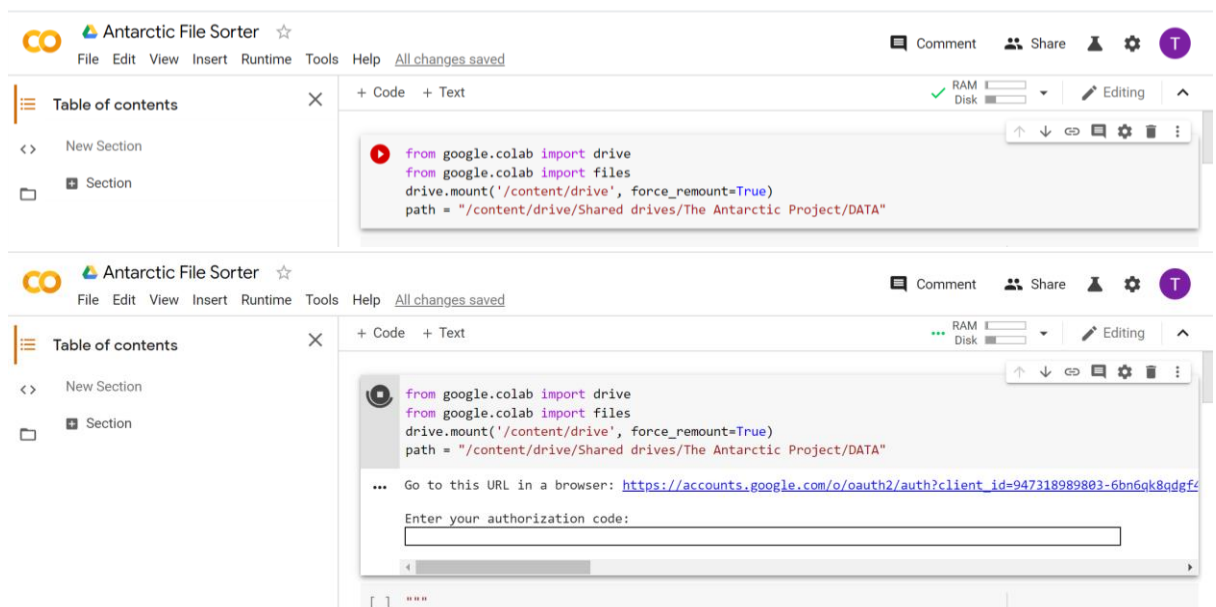 Antarctic File Sorter
File Edit View Insert Runtime Tools Help All changes saved
Comment Share T
Table of contents
+ Code + Text
RAM
Disk
Editing
New Section
Section
from google.colab import drive
from google.colab import files
drive.mount('/content/drive', force_remount=True)
path = "/content/drive/Shared drives/The Antarctic Project/DATA"
Antarctic File Sorter
File Edit View Insert Runtime Tools Help All changes saved
Comment Share T
Table of contents
+ Code + Text
RAM
Disk
Editing
New Section
Section
from google.colab import drive
from google.colab import files
drive.mount('/content/drive', force_remount=True)
path = "/content/drive/Shared drives/The Antarctic Project/DATA"
... Go to this URL in a browser: https://accounts.google.com/o/oauth2/auth?client_id=947318989803-6bn6qk8qdgf4
Enter your authorization code:
[ ] """